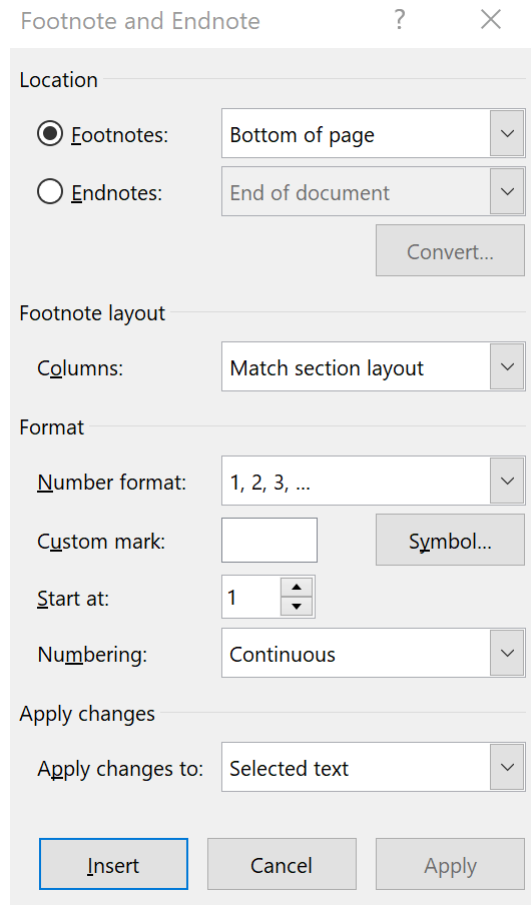 Footnote and Endnote ?
Location
Footnotes: Bottom of page
Endnotes: End of document
Convert...
Footnote layout
Columns: Match section layout
Format
Number format: 1, 2, 3, ...
Custom mark: Symbol...
Start at: 1
Numbering: Continuous
Apply changes
Apply changes to: Selected text
Insert Cancel Apply